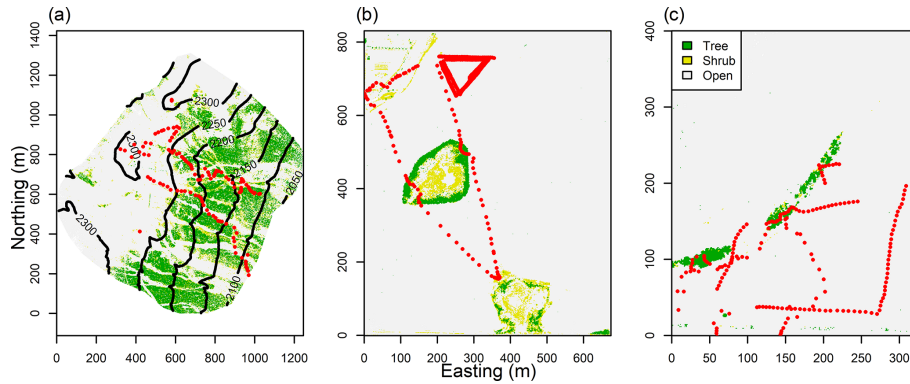 (a)
(b)
(c)
Northing (m)
0 200 400 600 800 1000 1200 1400
0 200 400 600 800 1000 1200
2300
2250
2200
2150
2300
2050
2300
2100
0 200 400 600 800
0 100 200 300 400 500 600
Easting (m)
0 100 200 300 400
0 50 100 150 200 250 300
Tree
Shrub
Open